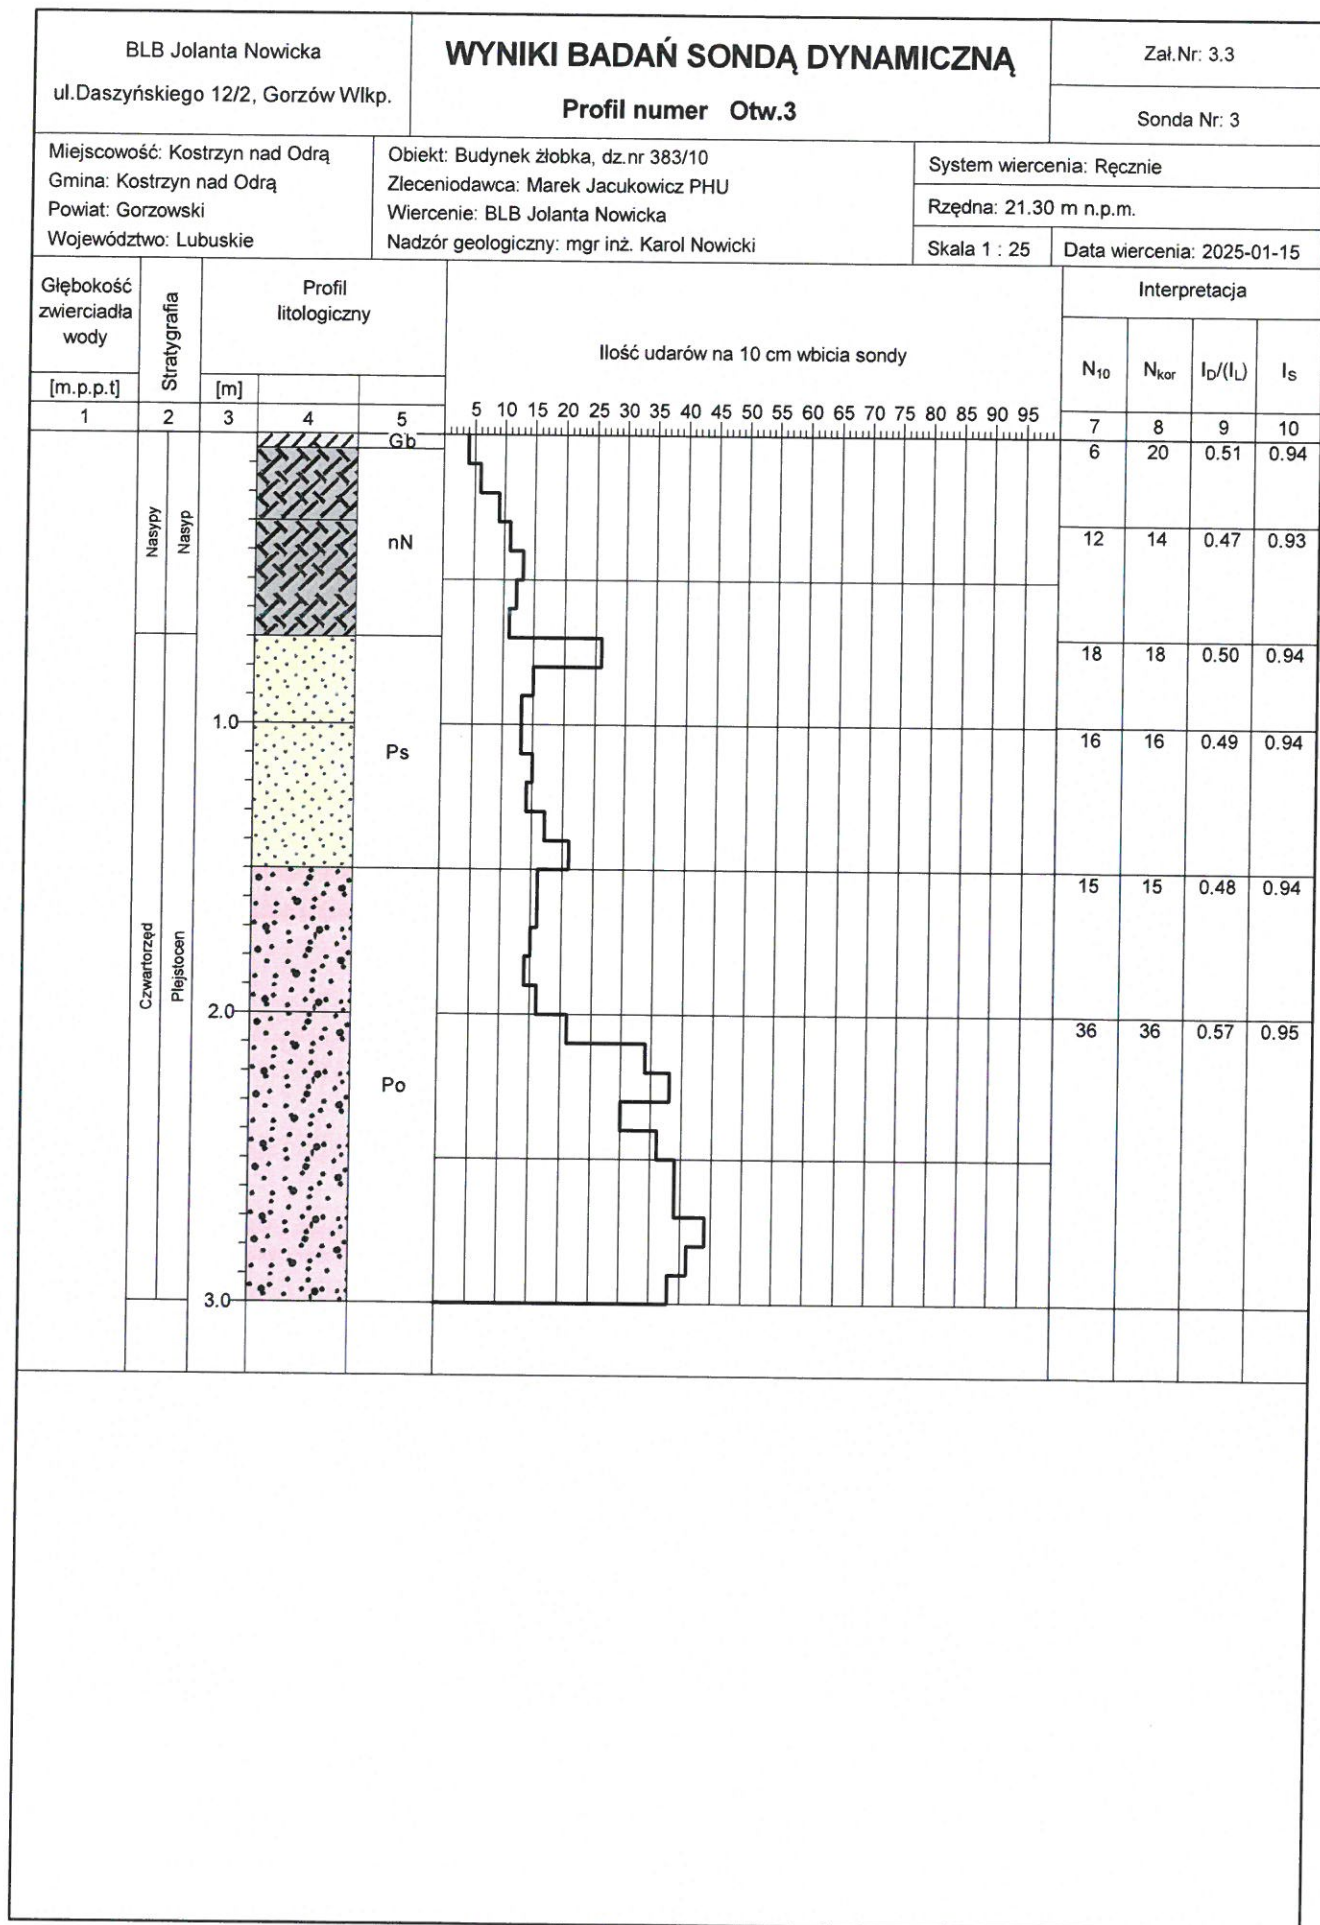 BLB Jolanta Nowicka
ul.Daszyńskiego 12/2, Gorzów Wlkp.
WYNIKI BADAŃ SONDĄ DYNAMICZNĄ
Profil numer Otw.3
Zał.Nr: 3.3
Sonda Nr: 3
Miejscowość: Kostrzyn nad Odrą
Gmina: Kostrzyn nad Odrą
Powiat: Gorzowski
Województwo: Lubuskie
Obiekt: Budynek żłobka, dz.nr 383/10
Zleceniodawca: Marek Jacukowicz PHU
Wiercenie: BLB Jolanta Nowicka
Nadzór geologiczny: mgr inż. Karol Nowicki
System wiercenia: Ręcznie
Rzędna: 21.30 m n.p.m.
Skala 1 : 25
Data wiercenia: 2025-01-15
Głębokość
zwierciadła
wody
[m.p.p.t]
Stratygrafia
Profil
litologiczny
[m]
Ilość udarów na 10 cm wbicia sondy
Interpretacja
N10 Nkor ID/(IL) IS
1 2 3 4 5
5 10 15 20 25 30 35 40 45 50 55 60 65 70 75 80 85 90 95
7 8 9 10
Gb
6 20 0.51 0.94
Nasypy
Nasyp
nN
12 14 0.47 0.93
18 18 0.50 0.94
1.0
Ps
16 16 0.49 0.94
15 15 0.48 0.94
Czwartorzęd
Plejstocen
2.0
36 36 0.57 0.95
Po
3.0